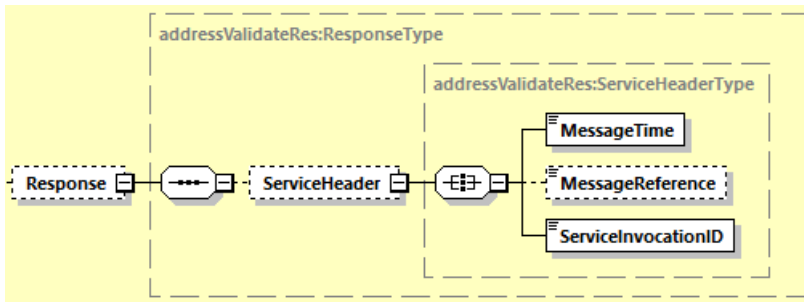 addressValidateRes:ResponseType
addressValidateRes:ServiceHeaderType
MessageTime
Response
ServiceHeader
MessageReference
ServiceInvocationID